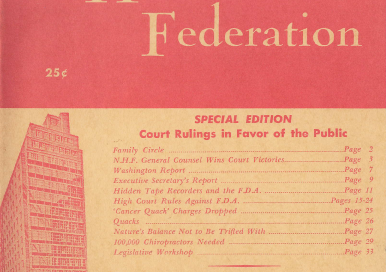 Federation
25¢
SPECIAL EDITION
Court Rulings in Favor of the Public
Family Circle ........ Page 2
N.H.F. General Counsel Wins Court Victories... Page 3
Washington Report ........ Page 7
Executive Secretary's Report ........ Page 9
Hidden Tape Recorders and the F.D.A. ........ Page 11
High Court Rules Against F.D.A. ........ Pages 15-24
'Cancer Quack' Charges Dropped ........ Page 25
Quacks ........ Page 26
Nature's Balance Not to Be Trifled With ........ Page 27
100,000 Chiropractors Needed ........ Page 29
Legislative Workshop ........ Page 33